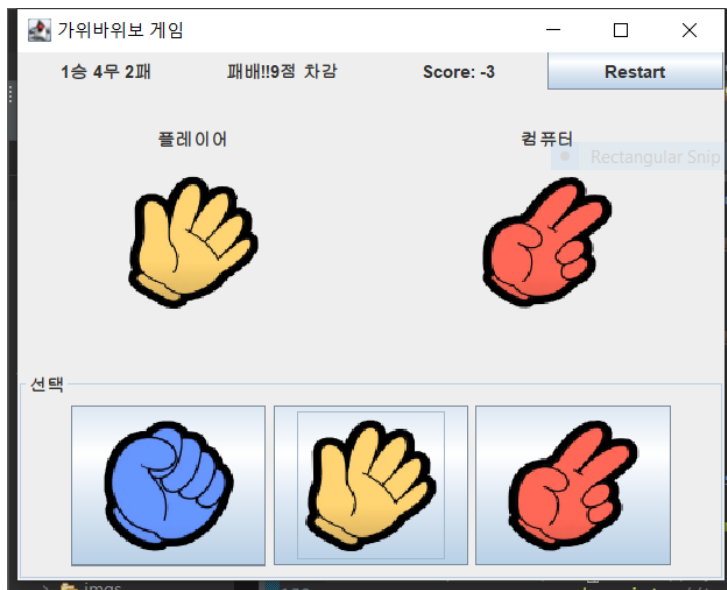 가위바위보 게임
1승 4무 2패 패배!!9점 차감 Score: -3 Restart
플레이어 컴퓨터
Rectangular Snip
선택
imgs